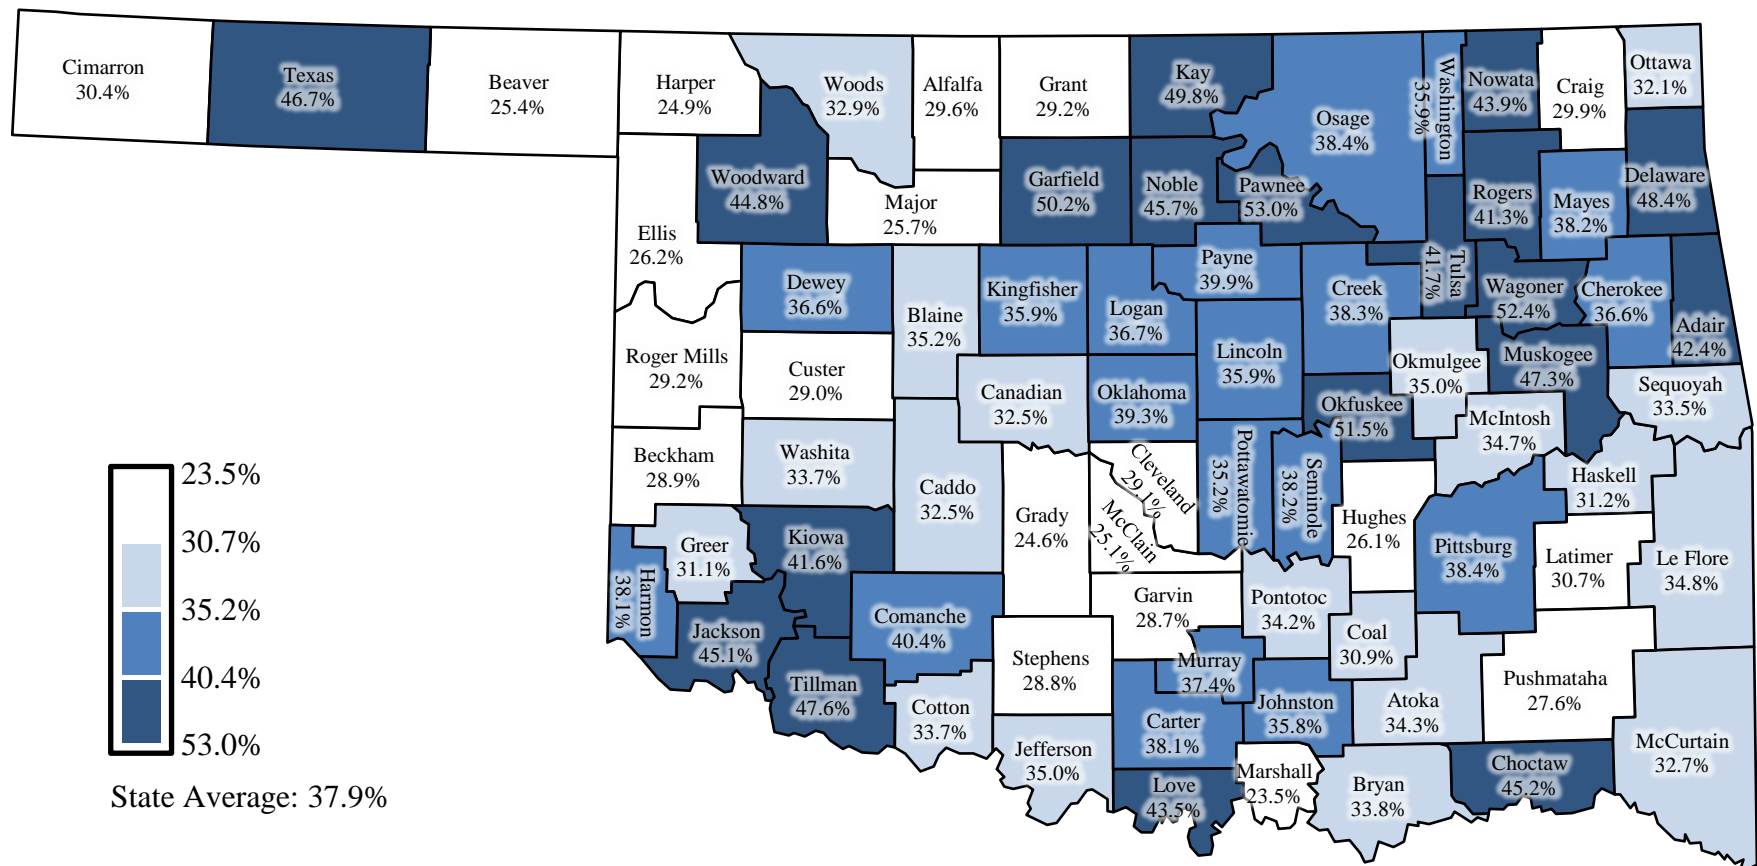 Cimarron
30.4%
Texas
46.7%
Beaver
25.4%
Harper
24.9%
Woods
32.9%
Alfalfa
29.6%
Grant
29.2%
Kay
49.8%
Osage
38.4%
Washington
35.9%
Nowata
43.9%
Craig
29.9%
Ottawa
32.1%
Woodward
44.8%
Major
25.7%
Garfield
50.2%
Noble
45.7%
Pawnee
53.0%
Rogers
41.3%
Mayes
38.2%
Delaware
48.4%
Ellis
26.2%
Dewey
36.6%
Blaine
35.2%
Kingfisher
35.9%
Logan
36.7%
Payne
39.9%
Creek
38.3%
Tulsa
41.7%
Wagoner
52.4%
Cherokee
36.6%
Adair
42.4%
Roger Mills
29.2%
Custer
29.0%
Canadian
32.5%
Oklahoma
39.3%
Lincoln
35.9%
Okmulgee
35.0%
Muskogee
47.3%
Sequoyah
33.5%
Okfuskee
51.5%
McIntosh
34.7%
Beckham
28.9%
Washita
33.7%
Caddo
32.5%
Grady
24.6%
Cleveland
29.1%
McClain
25.1%
Pottawatomie
35.2%
Seminole
38.2%
Hughes
26.1%
Haskell
31.2%
Pittsburg
38.4%
Latimer
30.7%
Le Flore
34.8%
Greer
31.1%
Kiowa
41.6%
Harmon
38.1%
Jackson
45.1%
Comanche
40.4%
Garvin
28.7%
Pontotoc
34.2%
Coal
30.9%
Tillman
47.6%
Cotton
33.7%
Stephens
28.8%
Murray
37.4%
Carter
38.1%
Johnston
35.8%
Atoka
34.3%
Pushmataha
27.6%
McCurtain
32.7%
Jefferson
35.0%
Love
43.5%
Marshall
23.5%
Bryan
33.8%
Choctaw
45.2%
23.5%
30.7%
35.2%
40.4%
53.0%
State Average: 37.9%